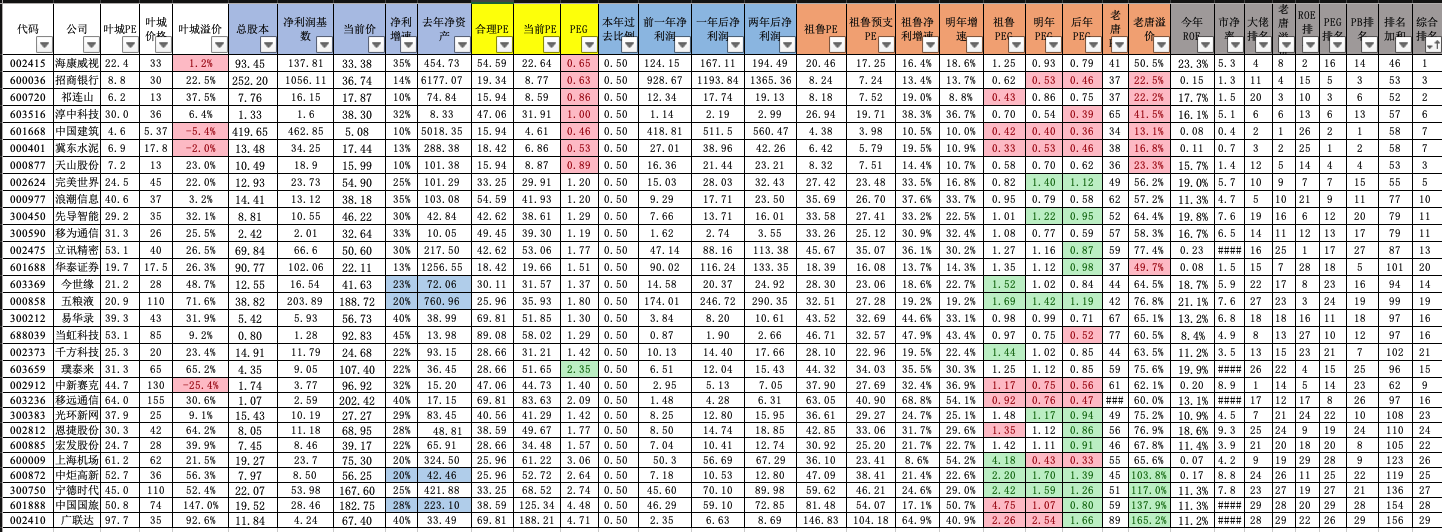 代码 公司 叶城PE 叶城价格 叶城溢价 总股本 净利润基数 当前价 净利增速 去年净资产 合理PE 当前PE PEG 本年过去比例 前一年净利润 一年后净利润 两年后净利润 祖鲁PE 祖鲁预支PE 祖鲁净利增速 明年增速 祖鲁PEG 明年PEG 后年PEG 老唐 老唐溢价 今年ROE 市净率 大佬排名 老唐溢 ROE排 PEG排名 PB排名 排名加和 综合排名
002415 海康威视 22.4 33 1.2% 93.45 137.81 33.38 35% 454.73 54.59 22.64 0.65 0.50 124.15 167.11 194.49 20.46 17.25 16.4% 18.6% 1.25 0.93 0.79 41 50.5% 23.3% 5.3 4 8 2 16 14 46 1
600036 招商银行 8.8 30 22.5% 252.20 1056.11 36.74 14% 6177.07 19.34 8.77 0.63 0.50 928.67 1193.84 1365.36 8.24 7.24 13.4% 13.7% 0.62 0.53 0.46 37 22.5% 0.15 1.5 11 4 15 5 3 52 2
600720 祁连山 6.2 13 37.5% 7.76 16.15 17.87 10% 74.84 15.94 8.59 0.86 0.50 12.34 17.74 19.13 8.18 7.52 19.0% 8.8% 0.43 0.86 0.75 37 22.2% 17.7% 1.5 20 3 10 3 6 52 2
603516 淳中科技 30.0 36 6.4% 1.33 1.6 38.30 32% 8.33 47.06 31.91 1.00 0.50 1.14 2.19 2.99 26.94 19.71 38.3% 36.7% 0.70 0.54 0.39 65 41.5% 16.1% 5.1 6 6 13 6 13 57 6
601668 中国建筑 4.6 5.37 -5.4% 419.65 462.85 5.08 10% 5018.35 15.94 4.61 0.46 0.50 418.81 511.5 560.47 4.38 3.98 10.5% 10.0% 0.42 0.40 0.36 34 13.1% 0.08 0.4 2 1 26 2 1 58 7
000401 冀东水泥 6.9 17.8 -2.0% 13.48 34.25 17.44 13% 288.38 18.42 6.86 0.53 0.50 27.01 38.96 42.26 6.42 5.79 19.5% 10.9% 0.33 0.53 0.46 38 16.8% 0.11 0.7 3 2 25 1 2 58 7
000877 天山股份 7.2 13 23.0% 10.49 18.9 15.99 10% 101.38 15.94 8.87 0.89 0.50 16.36 21.44 23.21 8.32 7.51 14.4% 10.7% 0.58 0.70 0.62 36 23.3% 15.7% 1.4 12 5 14 4 4 53 3
002624 完美世界 24.5 45 22.0% 12.93 23.73 54.90 25% 101.29 33.25 29.91 1.20 0.50 15.03 28.03 32.43 27.42 23.48 33.5% 16.8% 0.82 1.40 1.12 49 56.2% 19.0% 5.7 10 9 7 7 15 55 5
000977 浪潮信息 40.6 37 3.2% 14.41 13.12 38.18 35% 103.08 54.59 41.93 1.20 0.50 9.29 17.71 23.50 35.69 26.70 37.6% 33.7% 0.95 0.79 0.58 62 57.2% 11.3% 4.7 5 10 21 9 11 77 10
300450 先导智能 29.2 35 32.1% 8.81 10.55 46.22 30% 42.84 42.62 38.61 1.29 0.50 7.66 13.71 16.01 33.58 27.41 33.2% 22.5% 1.01 1.22 0.95 52 64.4% 19.8% 7.6 19 16 6 12 20 79 11
300590 移为通信 31.3 26 25.5% 2.42 2.01 32.64 33% 10.05 49.45 39.30 1.19 0.50 1.62 2.74 3.55 33.26 25.12 30.9% 32.4% 1.08 0.77 0.59 57 58.3% 16.7% 6.5 14 11 12 13 17 79 11
002475 立讯精密 53.1 40 26.5% 69.84 66.6 50.60 30% 217.50 42.62 53.06 1.77 0.50 47.14 88.16 113.38 45.67 35.07 36.1% 30.2% 1.27 1.16 0.87 59 77.4% 0.23 #### 16 25 1 17 27 87 13
601688 华泰证券 19.7 17.5 26.3% 90.77 102.06 22.11 13% 1256.55 18.42 19.66 1.51 0.50 90.02 116.24 133.35 18.39 16.08 13.7% 14.3% 1.35 1.12 0.98 37 49.7% 0.08 1.5 15 7 28 18 5 101 20
603369 今世缘 21.2 28 48.7% 12.55 16.54 41.63 23% 72.06 30.11 31.57 1.37 0.50 14.58 20.37 24.92 28.30 23.06 18.7% 22.7% 1.52 1.02 0.84 44 64.5% 18.7% 5.9 22 17 8 23 16 94 14
000858 五粮液 20.9 110 71.6% 38.82 203.89 188.72 20% 760.96 25.96 35.93 1.80 0.50 174.01 246.72 290.35 32.51 27.28 19.2% 19.2% 1.69 1.42 1.19 42 76.8% 21.1% 7.6 27 23 3 24 19 99 19
300212 易华录 39.3 43 31.9% 5.42 5.93 56.73 40% 38.99 69.81 51.85 1.30 0.50 3.84 8.20 10.61 43.52 32.69 44.6% 33.1% 0.98 0.99 0.71 67 65.1% 13.2% 6.8 18 18 16 11 18 97 16
688039 当虹科技 53.1 85 9.2% 0.80 1.28 92.83 45% 13.98 89.08 58.02 1.29 0.50 0.87 1.90 2.66 46.71 32.57 47.9% 43.4% 0.97 0.75 0.52 77 60.5% 8.4% 4.9 8 13 27 10 12 97 16
002373 千方科技 25.3 20 23.4% 14.91 11.79 24.68 22% 93.15 28.66 31.21 1.42 0.50 10.13 14.40 17.66 28.10 22.96 19.5% 22.4% 1.44 1.02 0.85 44 63.5% 11.2% 3.5 13 15 23 21 7 102 21
603659 璞泰来 31.3 65 65.2% 4.35 9.05 107.40 22% 36.45 28.66 51.65 2.35 0.50 6.51 12.04 15.43 44.32 34.03 35.5% 30.3% 1.25 1.12 0.85 59 75.6% 19.9% #### 26 22 4 15 25 96 15
002912 中新赛克 44.7 130 -25.4% 1.74 3.77 96.92 32% 15.20 47.06 44.73 1.40 0.50 2.95 5.13 7.05 37.90 27.69 32.4% 36.8% 1.17 0.75 0.56 61 62.1% 0.20 8.9 1 14 5 14 23 62 9
603236 移远通信 64.0 155 30.6% 1.07 2.59 202.42 40% 17.15 69.81 83.63 2.09 0.50 1.48 4.28 6.31 63.05 40.90 68.8% 54.1% 0.92 0.76 0.47 ### 60.0% 13.1% #### 17 12 17 8 26 97 16
300383 光环新网 37.9 25 9.1% 15.43 10.19 27.27 29% 83.45 40.56 41.29 1.42 0.50 8.25 12.80 15.95 36.61 29.27 24.7% 25.1% 1.48 1.17 0.94 49 75.2% 10.9% 4.5 7 21 24 22 10 108 23
002812 恩捷股份 30.3 42 64.2% 8.05 11.18 68.95 28% 48.81 38.59 49.67 1.77 0.50 8.50 14.74 18.85 42.85 33.06 31.7% 29.6% 1.35 1.12 0.86 56 76.9% 18.6% 9.3 25 24 9 19 24 110 24
600885 宏发股份 24.7 28 39.9% 7.45 8.46 39.17 22% 65.91 28.66 34.48 1.57 0.50 7.04 10.41 12.74 30.92 25.20 21.7% 22.7% 1.42 1.11 0.91 46 67.8% 11.4% 3.9 21 20 18 20 8 105 22
600009 上海机场 61.2 62 21.5% 19.27 23.7 75.30 20% 324.50 25.96 61.22 3.06 0.50 50.3 56.69 67.29 36.10 23.41 8.6% 54.2% 4.18 0.43 0.33 55 65.6% 0.07 4.2 9 19 29 28 9 123 26
600872 中炬高新 52.7 36 56.3% 7.97 8.50 56.25 20% 42.46 25.96 52.72 2.64 0.50 7.18 10.53 12.80 47.09 38.41 21.4% 21.7% 2.20 1.70 1.39 45 103.8% 0.17 8.8 24 26 11 25 22 119 25
300750 宁德时代 45.0 110 52.4% 22.07 53.98 167.60 25% 421.88 33.25 68.52 2.74 0.50 45.60 70.10 89.98 59.62 46.21 24.6% 29.0% 2.42 1.59 1.26 51 117.0% 11.3% 7.8 23 27 19 27 21 136 27
601888 中国国旅 50.8 74 147.0% 19.52 28.46 182.75 28% 223.10 38.59 125.34 4.48 0.50 46.29 59.10 72.85 81.48 54.07 17.1% 50.7% 4.75 1.07 0.80 59 137.9% 11.3% #### 28 28 20 29 28 154 28
002410 广联达 97.7 35 92.6% 11.84 4.24 67.40 40% 33.49 69.81 188.21 4.71 0.50 2.35 6.63 8.69 146.83 104.18 64.9% 40.9% 2.26 2.54 1.66 89 165.2% 11.2% #### 29 29 22 26 29 156 29